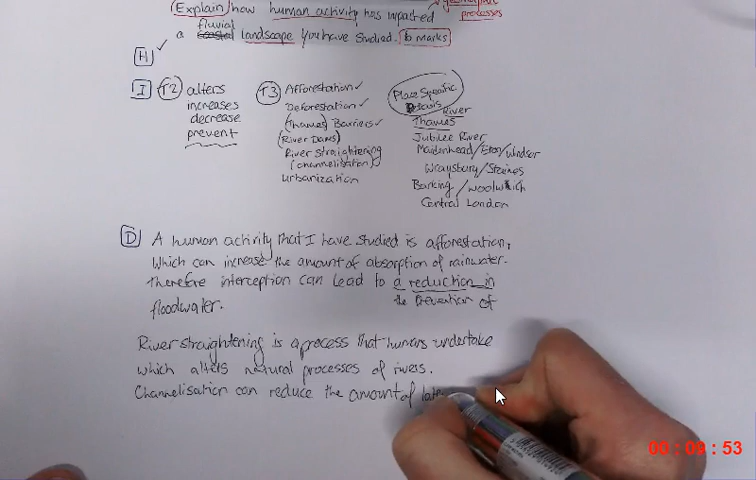 (Explain) how human activity has impacted geomorphic processes
fluvial
a coastal landscape you have studied. 6 marks
H ✓
I T2 alters
increases
decrease
prevent
T3 Afforestation ✓
Deforestation ✓
(Thames) Barriers ✓
(River Dams)
River Straightening
(channelisation)
urbanization
Place Specific
River
Thames
Jubilee River
Maidenhead/Eton/Windsor
Wraysbury/Staines
Barking/Woolwich
Central London
D A human activity that I have studied is afforestation,
which can increase the amount of absorption of rainwater.
Therefore interception can lead to a reduction in
the prevention of
floodwater.
River straightening is a process that humans undertake
which alters natural processes of rivers.
Channelisation can reduce the amount of late
00:09:53